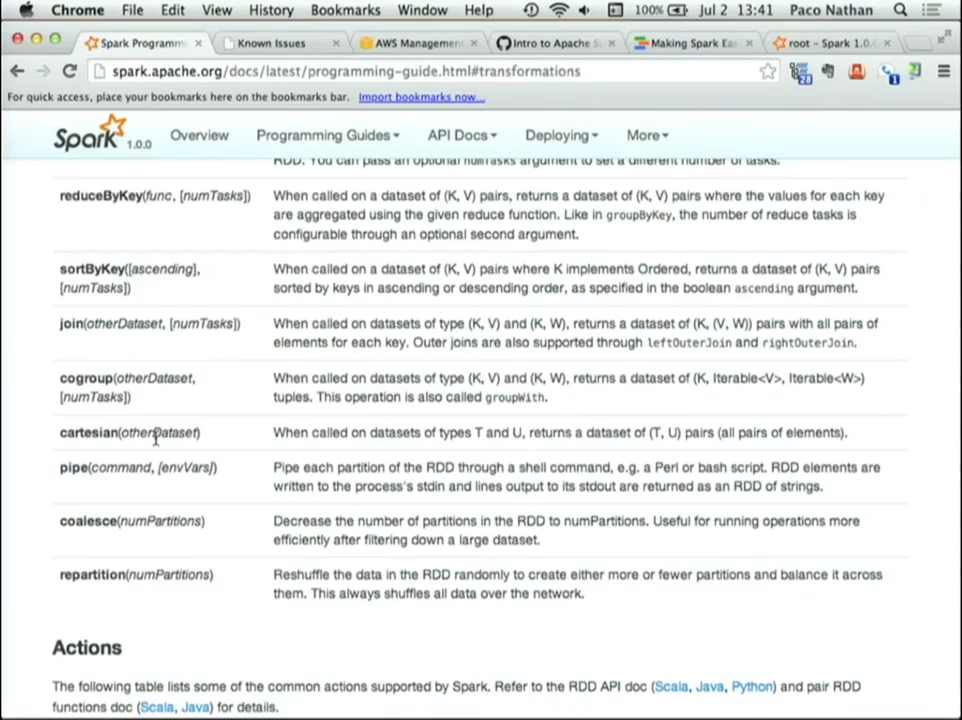 Chrome File Edit View History Bookmarks Window Help 100% Jul 2 13:41 Paco Nathan
Spark Programm
Known Issues
AWS Managemen
Intro to Apache S
Making Spark Ea
root - Spark 1.0.
spark.apache.org/docs/latest/programming-guide.html#transformations
28
1
For quick access, place your bookmarks here on the bookmarks bar. Import bookmarks now...
Spark 1.0.0 Overview Programming Guides API Docs Deploying More
RDD. You can pass an optional numTasks argument to set a different number of tasks.
reduceByKey(func, [numTasks]) When called on a dataset of (K, V) pairs, returns a dataset of (K, V) pairs where the values for each key
are aggregated using the given reduce function. Like in groupByKey, the number of reduce tasks is
configurable through an optional second argument.
sortByKey([ascending], When called on a dataset of (K, V) pairs where K implements Ordered, returns a dataset of (K, V) pairs
[numTasks]) sorted by keys in ascending or descending order, as specified in the boolean ascending argument.
join(otherDataset, [numTasks]) When called on datasets of type (K, V) and (K, W), returns a dataset of (K, (V, W)) pairs with all pairs of
elements for each key. Outer joins are also supported through leftOuterJoin and rightOuterJoin.
cogroup(otherDataset, When called on datasets of type (K, V) and (K, W), returns a dataset of (K, Iterable<V>, Iterable<W>)
[numTasks]) tuples. This operation is also called groupWith.
cartesian(otherDataset) When called on datasets of types T and U, returns a dataset of (T, U) pairs (all pairs of elements).
pipe(command, [envVars]) Pipe each partition of the RDD through a shell command, e.g. a Perl or bash script. RDD elements are
written to the process's stdin and lines output to its stdout are returned as an RDD of strings.
coalesce(numPartitions) Decrease the number of partitions in the RDD to numPartitions. Useful for running operations more
efficiently after filtering down a large dataset.
repartition(numPartitions) Reshuffle the data in the RDD randomly to create either more or fewer partitions and balance it across
them. This always shuffles all data over the network.
Actions
The following table lists some of the common actions supported by Spark. Refer to the RDD API doc (Scala, Java, Python) and pair RDD
functions doc (Scala, Java) for details.